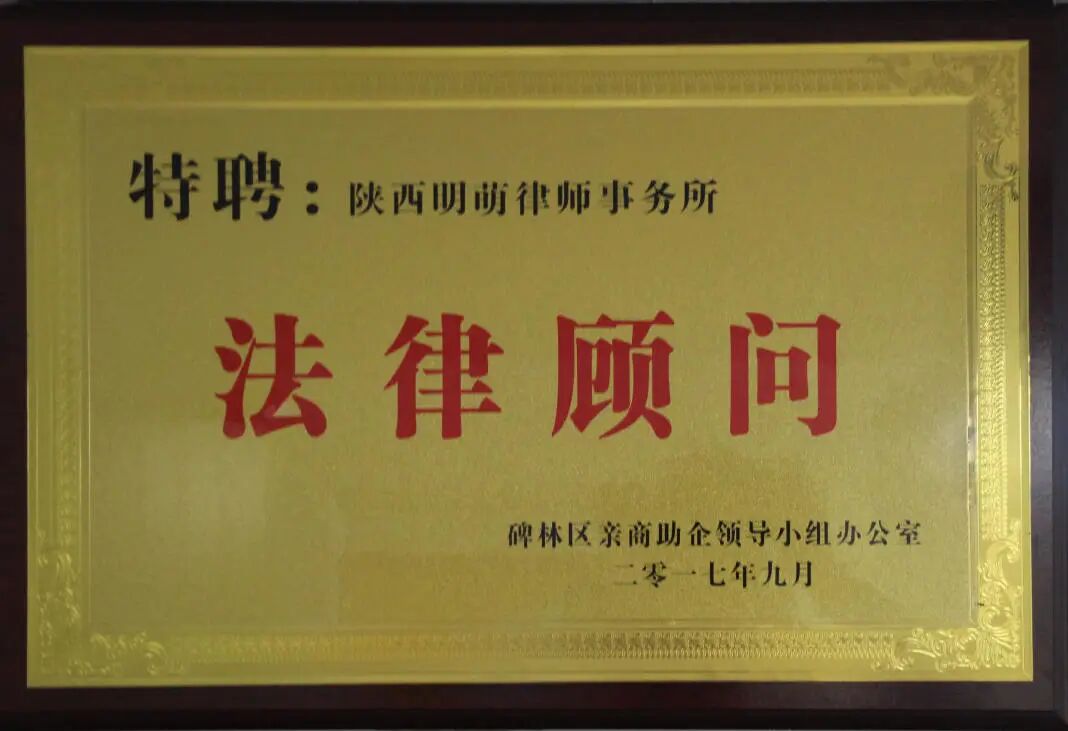 特聘：陕西明萌律师事务所
法律顾问
碑林区亲商助企领导小组办公室
二零一七年九月